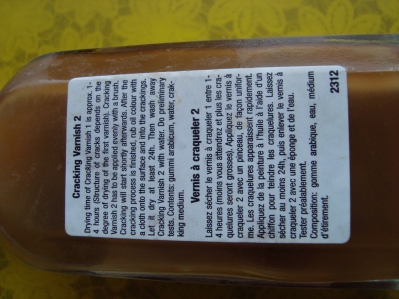 Cracking Varnish 2
Drying time of Cracking Varnish 1 is approx. 1-
4 hours (Structure of cracks depends on the
degree of drying of the first varnish). Cracking
Varnish 2 has to be applied evenly with a brush.
Cracking will start shortly afterwards. After the
cracking process is finished, rub oil colour with
a cloth onto the surface and into the crackings.
Let it dry at least 24h. Then wash away
Cracking Varnish 2 with water. Do preliminary
tests. Contents: gummi arabicum, water, crak-
king medium.
Vernis à craqueler 2
Laissez sécher le vernis à craqueler 1 entre 1-
4 heures (moins vous attendrez et plus les cra-
quelures seront grosses). Appliquez le vernis à
craqueler 2 avec un pinceau, de façon unifor-
me. Les craquelures apparaissent rapidement.
Appliquez de la peinture à l'huile à l'aide d'un
chiffon pour teindre les craquelures. Laissez
sécher au moins 24h, puis enlever le vernis à
craqueler 2 avec une éponge et de l'eau.
Tester préalablement.
Composition: gomme arabique, eau, médium
d'étirement.
2312